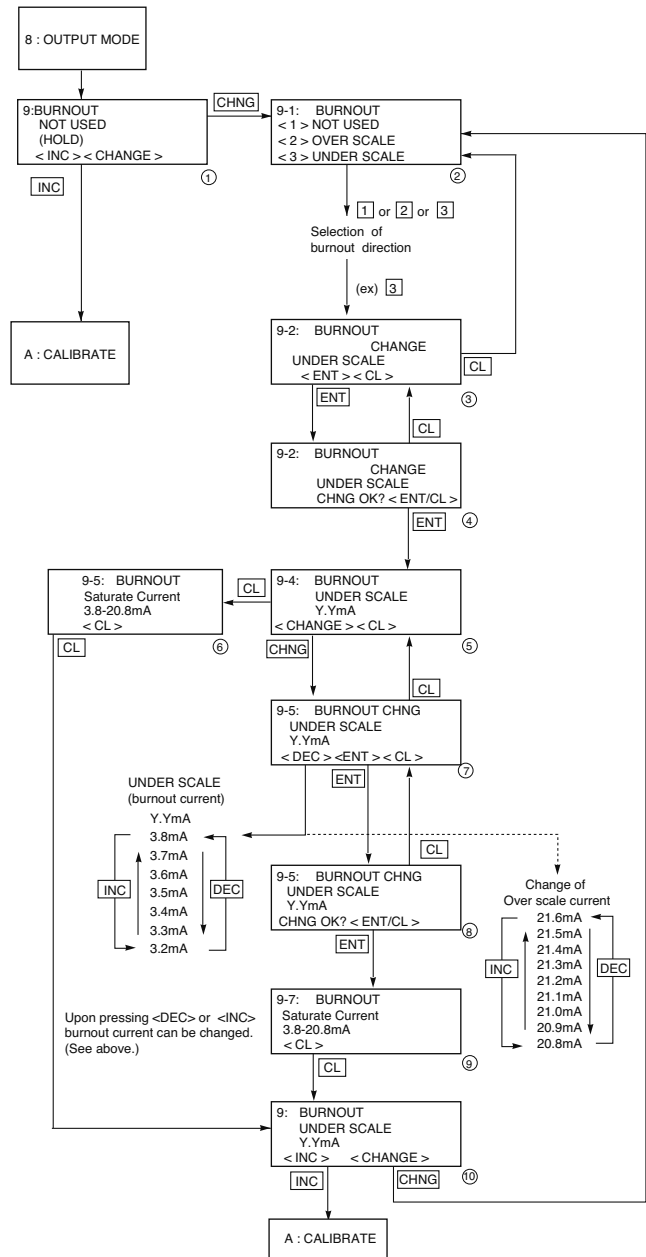 8 : OUTPUT MODE
9:BURNOUT
NOT USED
(HOLD)
< INC > < CHANGE >
①
CHNG
9-1: BURNOUT
< 1 > NOT USED
< 2 > OVER SCALE
< 3 > UNDER SCALE
②
INC
1 or 2 or 3
Selection of
burnout direction
(ex) 3
A : CALIBRATE
9-2: BURNOUT
CHANGE
UNDER SCALE
< ENT > < CL >
③
CL
ENT
CL
9-2: BURNOUT
CHANGE
UNDER SCALE
CHNG OK? < ENT/CL >
④
ENT
9-5: BURNOUT
Saturate Current
3.8-20.8mA
< CL >
⑥
CL
9-4: BURNOUT
UNDER SCALE
Y.YmA
< CHANGE > < CL >
⑤
CL
CHNG
CL
9-5: BURNOUT CHNG
UNDER SCALE
Y.YmA
< DEC > <ENT > < CL >
⑦
ENT
CL
UNDER SCALE
(burnout current)
Y.YmA
3.8mA
3.7mA
3.6mA
3.5mA
3.4mA
3.3mA
3.2mA
INC
DEC
9-5: BURNOUT CHNG
UNDER SCALE
Y.YmA
CHNG OK? < ENT/CL >
⑧
Change of
Over scale current
21.6mA
21.5mA
21.4mA
21.3mA
21.2mA
21.1mA
21.0mA
20.9mA
20.8mA
INC
DEC
ENT
Upon pressing <DEC> or <INC>
burnout current can be changed.
(See above.)
9-7: BURNOUT
Saturate Current
3.8-20.8mA
< CL >
⑨
CL
9: BURNOUT
UNDER SCALE
Y.YmA
< INC > < CHANGE >
⑩
INC
CHNG
A : CALIBRATE